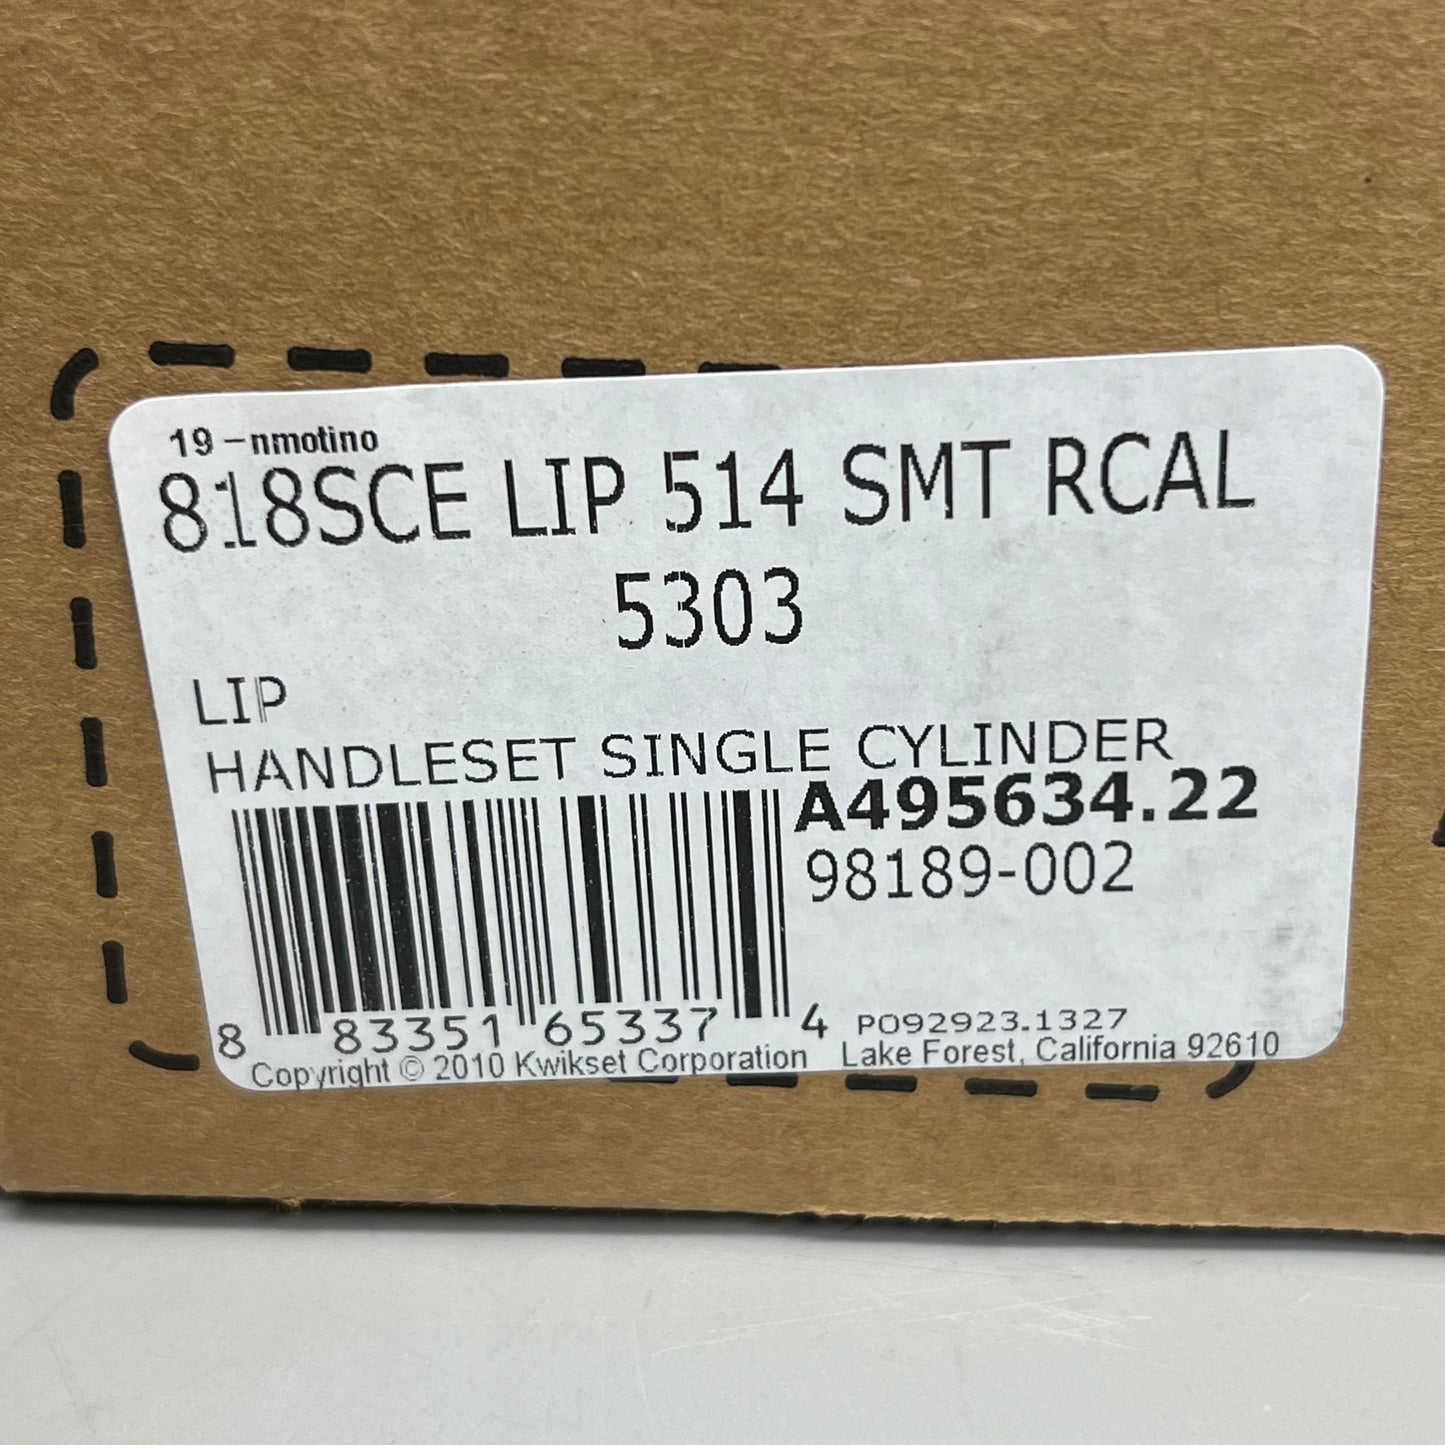 19 -nmotino
818SCE LIP 514 SMT RCAL
5303
LIP
HANDLESET SINGLE CYLINDER
A495634.22
98189-002
8 83351 65337 4
PO92923.1327
Copyright © 2010 Kwikset Corporation Lake Forest, California 92610